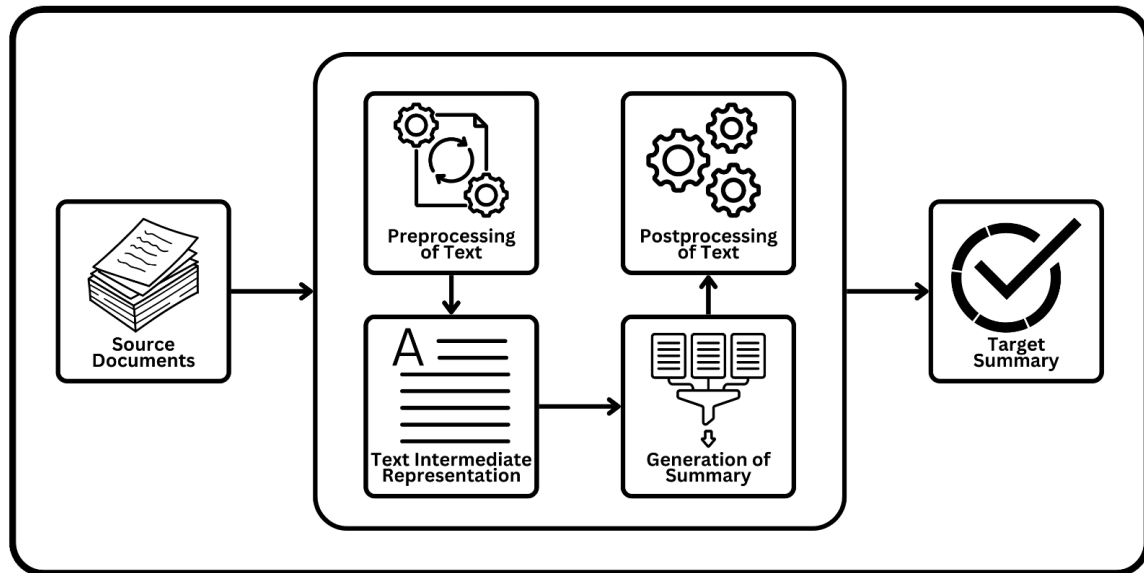 Source
Documents
Preprocessing
of Text
Text Intermediate
Representation
A
Generation of
Summary
Postprocessing
of Text
Target
Summary